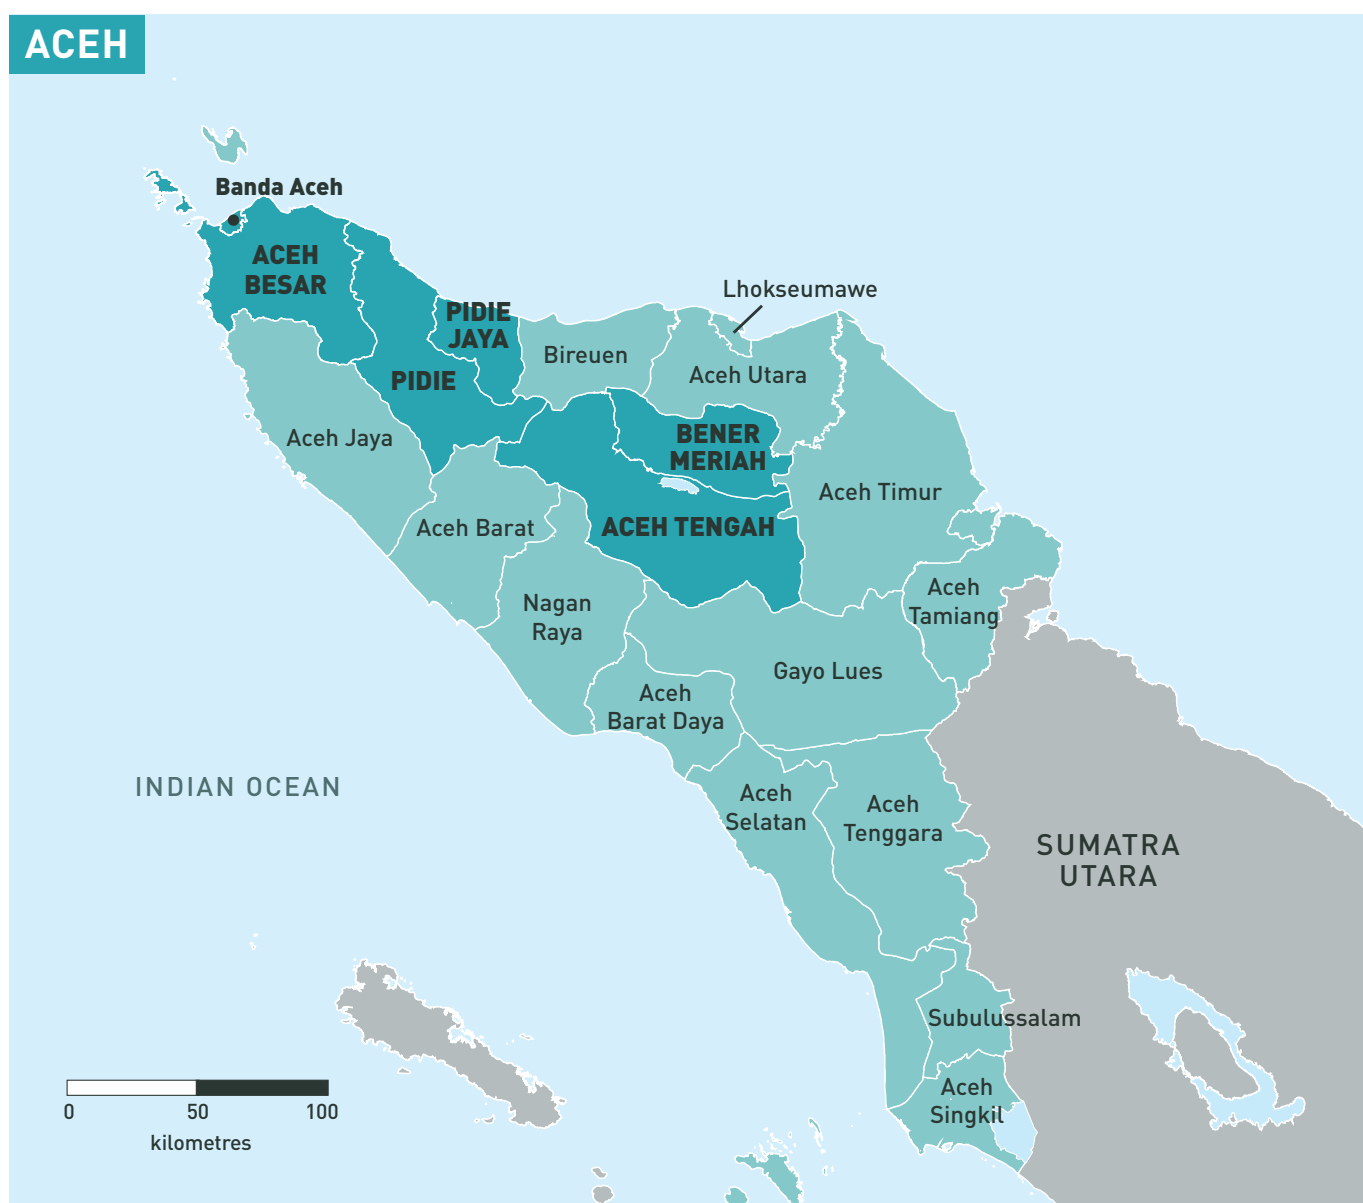 ACEH
Banda Aceh
ACEH
BESAR
Lhokseumawe
PIDIE
JAYA
Bireuen
Aceh Utara
PIDIE
Aceh Jaya
BENER
MERIAH
Aceh Timur
Aceh Barat
ACEH TENGAH
Aceh
Tamiang
Nagan
Raya
Gayo Lues
Aceh
Barat Daya
INDIAN OCEAN
Aceh
Selatan
Aceh
Tenggara
SUMATRA
UTARA
Subulussalam
Aceh
Singkil
0 50 100
kilometres